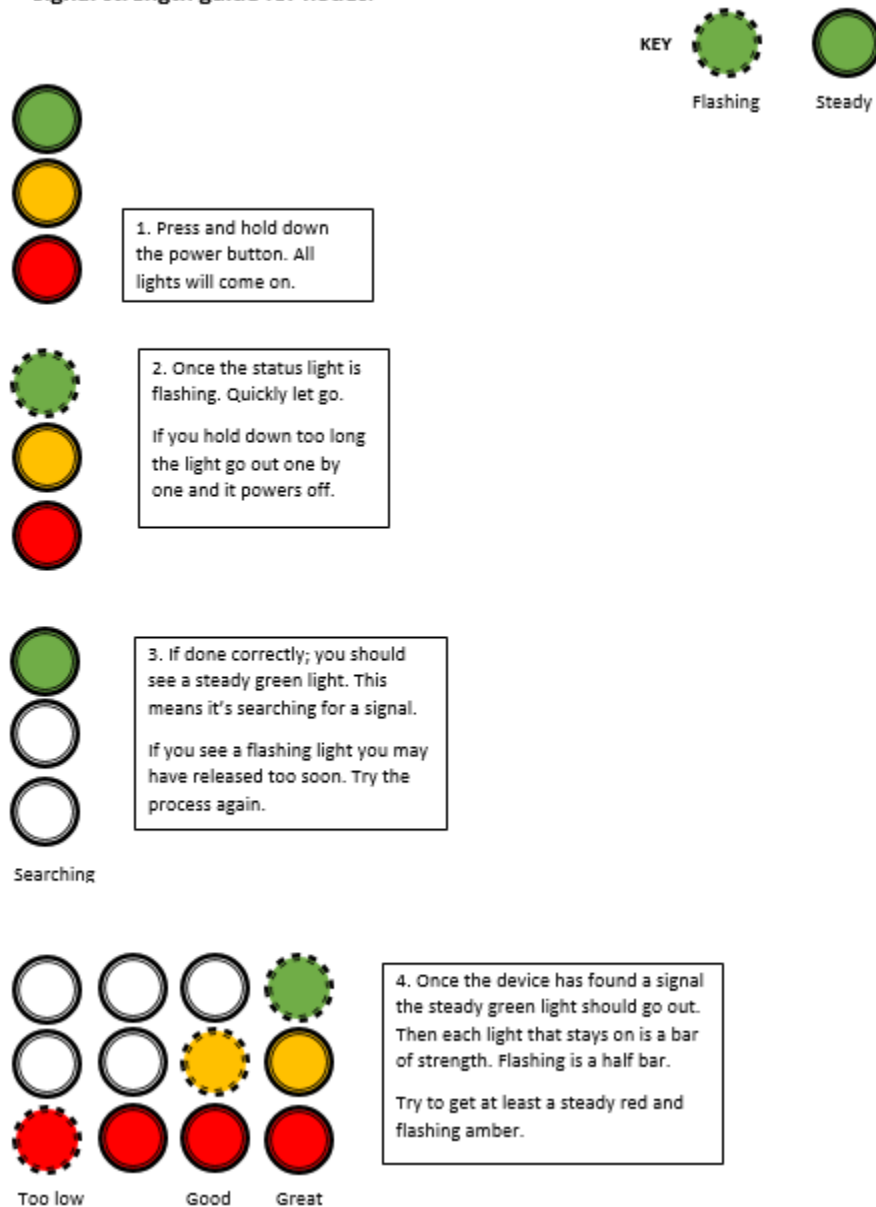 KEY
Flashing
Steady
1. Press and hold down
the power button. All
lights will come on.
2. Once the status light is
flashing. Quickly let go.
If you hold down too long
the light go out one by
one and it powers off.
3. If done correctly; you should
see a steady green light. This
means it's searching for a signal.
If you see a flashing light you may
have released too soon. Try the
process again.
Searching
4. Once the device has found a signal
the steady green light should go out.
Then each light that stays on is a bar
of strength. Flashing is a half bar.
Try to get at least a steady red and
flashing amber.
Too low
Good
Great